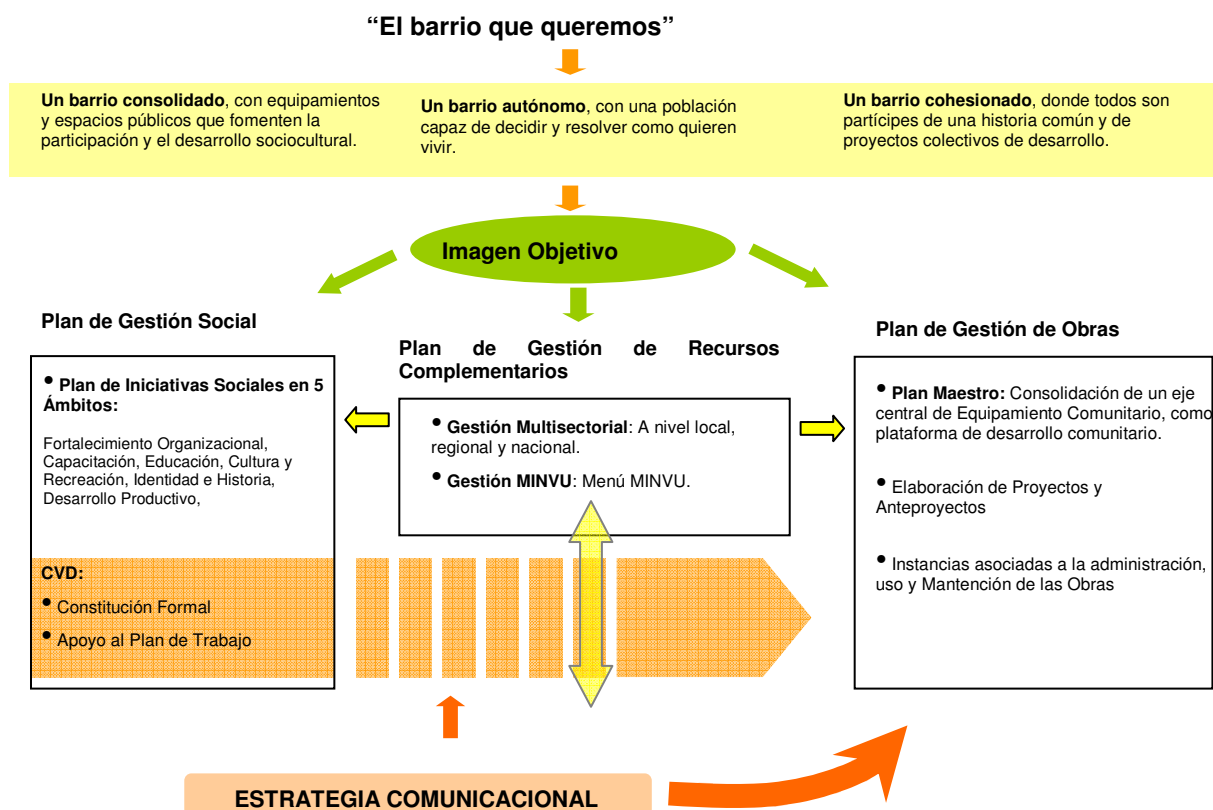 “El barrio que queremos”
Un barrio consolidado, con equipamientos
y espacios públicos que fomenten la
participación y el desarrollo sociocultural.
Un barrio autónomo, con una población
capaz de decidir y resolver como quieren
vivir.
Un barrio cohesionado, donde todos son
partícipes de una historia común y de
proyectos colectivos de desarrollo.
Imagen Objetivo
Plan de Gestión Social
• Plan de Iniciativas Sociales en 5
Ámbitos:
Fortalecimiento Organizacional,
Capacitación, Educación, Cultura y
Recreación, Identidad e Historia,
Desarrollo Productivo,
CVD:
• Constitución Formal
• Apoyo al Plan de Trabajo
Plan de Gestión de Recursos
Complementarios
• Gestión Multisectorial: A nivel local,
regional y nacional.
• Gestión MINVU: Menú MINVU.
Plan de Gestión de Obras
• Plan Maestro: Consolidación de un eje
central de Equipamiento Comunitario, como
plataforma de desarrollo comunitario.
• Elaboración de Proyectos y
Anteproyectos
• Instancias asociadas a la administración,
uso y Mantención de las Obras
ESTRATEGIA COMUNICACIONAL